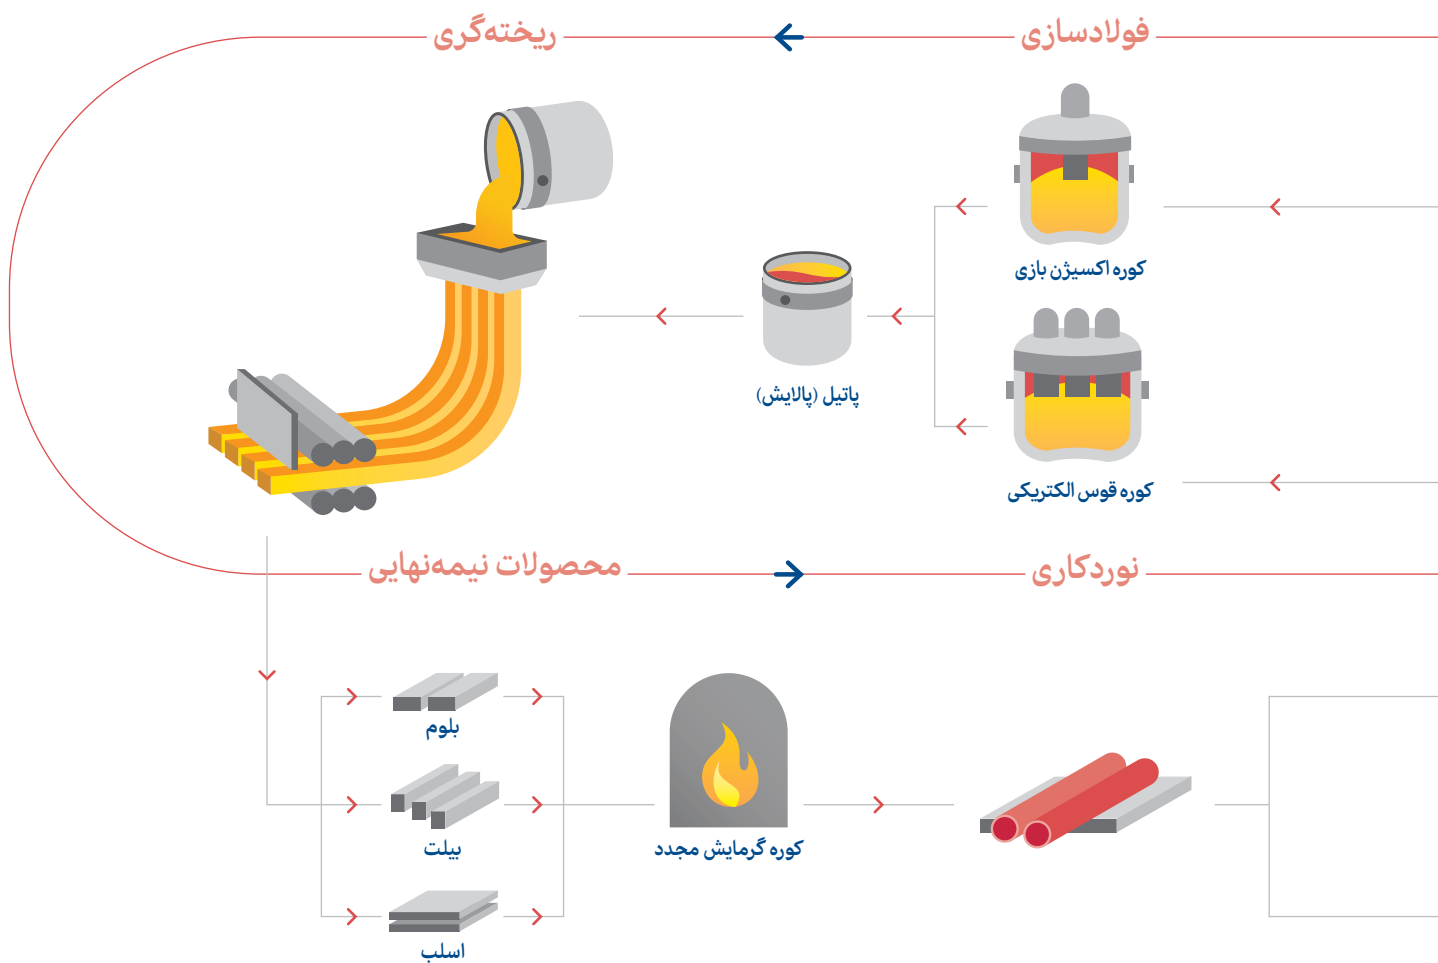 فولادسازی
ریخته‌گری
کوره اکسیژن بازی
کوره قوس الکتریکی
پاتیل (پالایش)
محصولات نیمه‌نهایی
نوردکاری
بلوم
بیلت
اسلب
کوره گرمایش مجدد